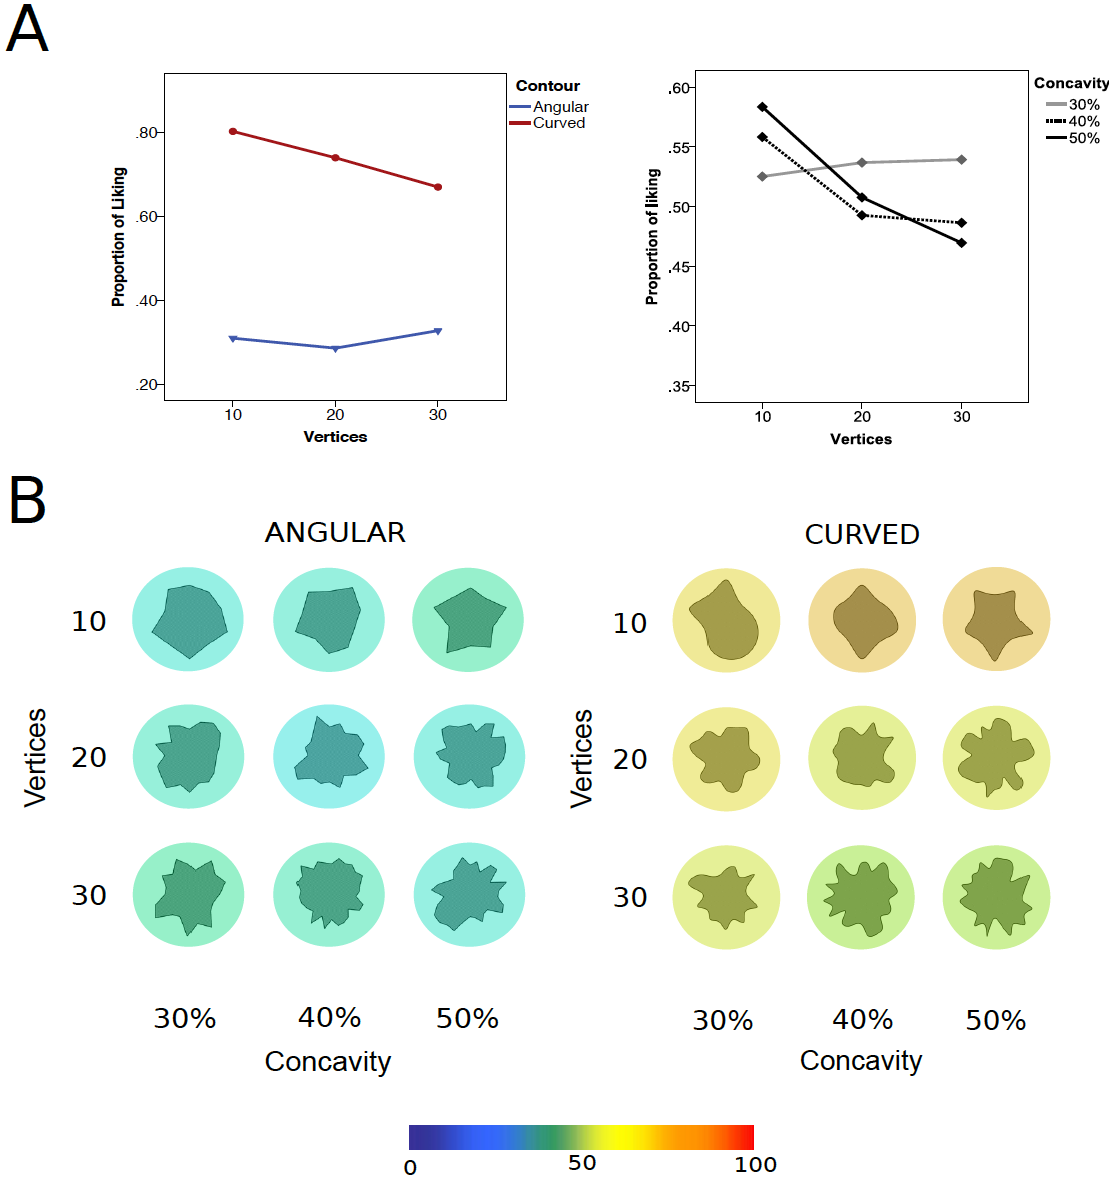 A
Contour
Angular
Curved
.80
.60
.40
.20
Proportion of Liking
10 20 30
Vertices
Concavity
30%
40%
50%
.60
.55
.50
.45
.40
.35
Proportion of liking
10 20 30
Vertices
B
ANGULAR
10
20
30
Vertices
30% 40% 50%
Concavity
CURVED
10
20
30
Vertices
30% 40% 50%
Concavity
0 50 100